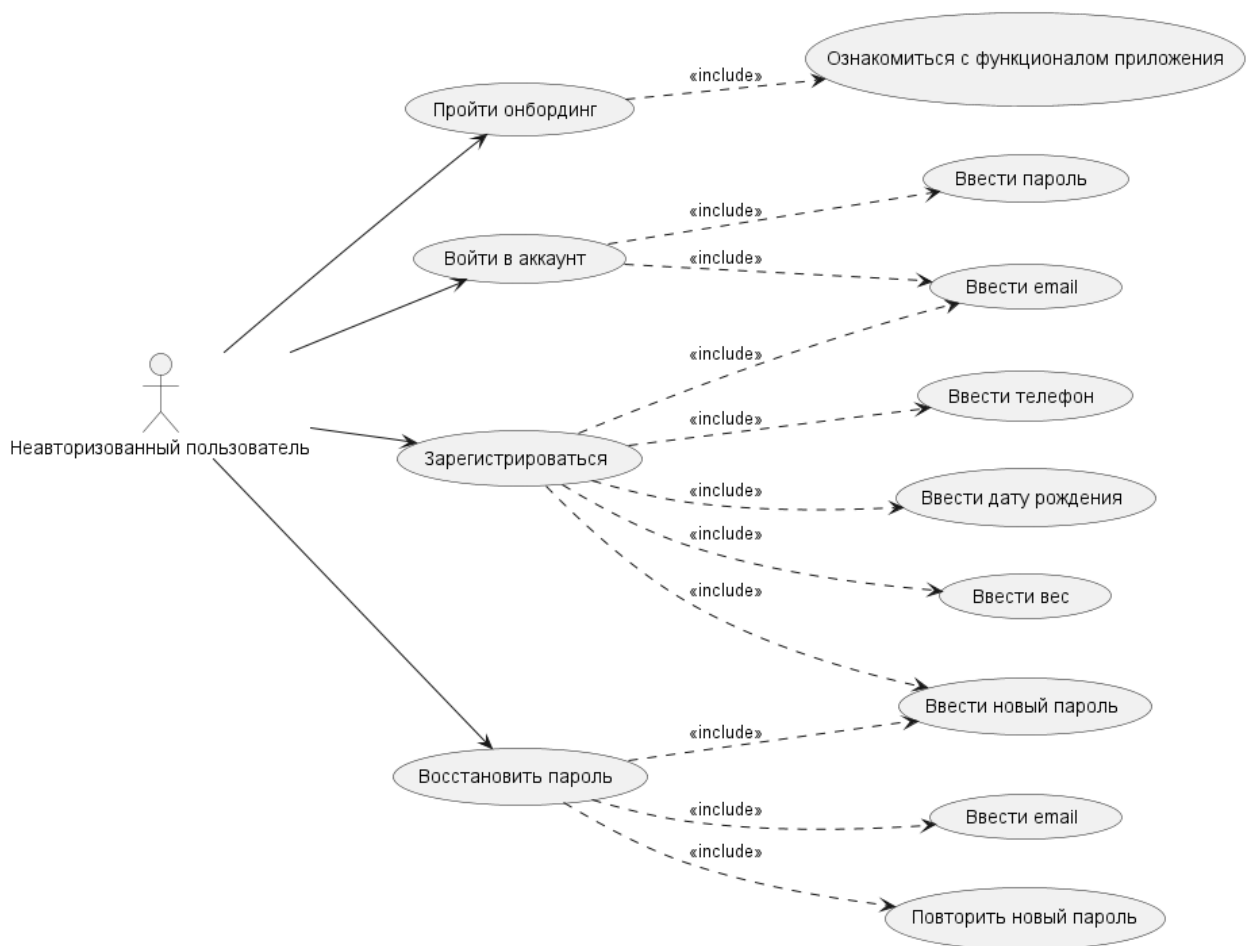 Ознакомиться с функционалом приложения
«include»
Пройти онбординг
Ввести пароль
«include»
Войти в аккаунт
«include»
Ввести email
«include»
Ввести телефон
«include»
Неавторизованный пользователь
Зарегистрироваться
«include»
Ввести дату рождения
«include»
«include»
Ввести вес
Ввести новый пароль
«include»
Восстановить пароль
«include»
Ввести email
«include»
Повторить новый пароль